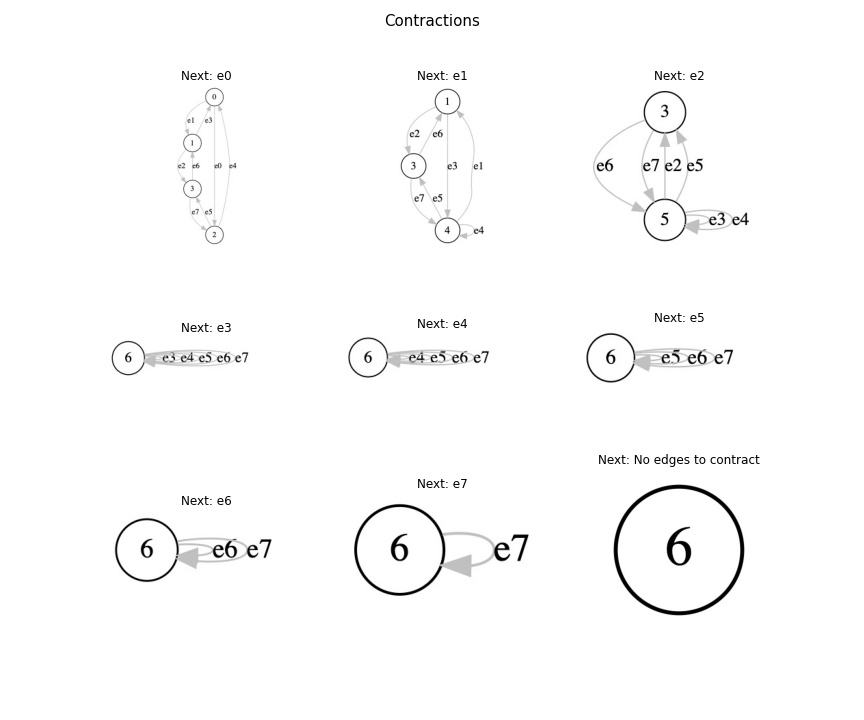 Contractions
Next: e0
Next: e1
Next: e2
0
e1 e3
1
e2 e6 e0 e4
3
e7 e5
2
1
e2 e6
3
e3 e1
e7 e5
4
e4
3
e6 e7 e2 e5
5
e3 e4
Next: e3
Next: e4
Next: e5
6
e3 e4 e5 e6 e7
6
e4 e5 e6 e7
6
e5 e6 e7
Next: e6
Next: e7
Next: No edges to contract
6
e6 e7
6
e7
6